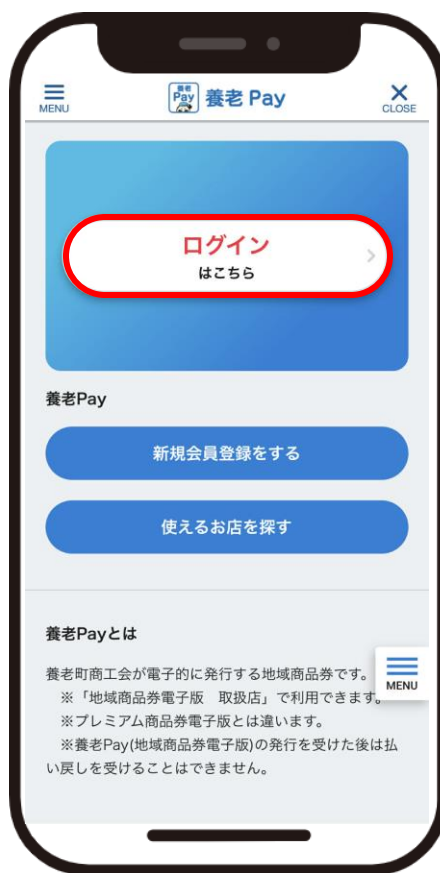 MENU
養老
Pay
養老 Pay
CLOSE
ログイン
はこちら
養老Pay
新規会員登録をする
使えるお店を探す
養老Payとは
養老町商工会が電子的に発行する地域商品券です。
※「地域商品券電子版　取扱店」で利用できます。
※プレミアム商品券電子版とは違います。
※養老Pay(地域商品券電子版)の発行を受けた後は払
い戻しを受けることはできません。
MENU